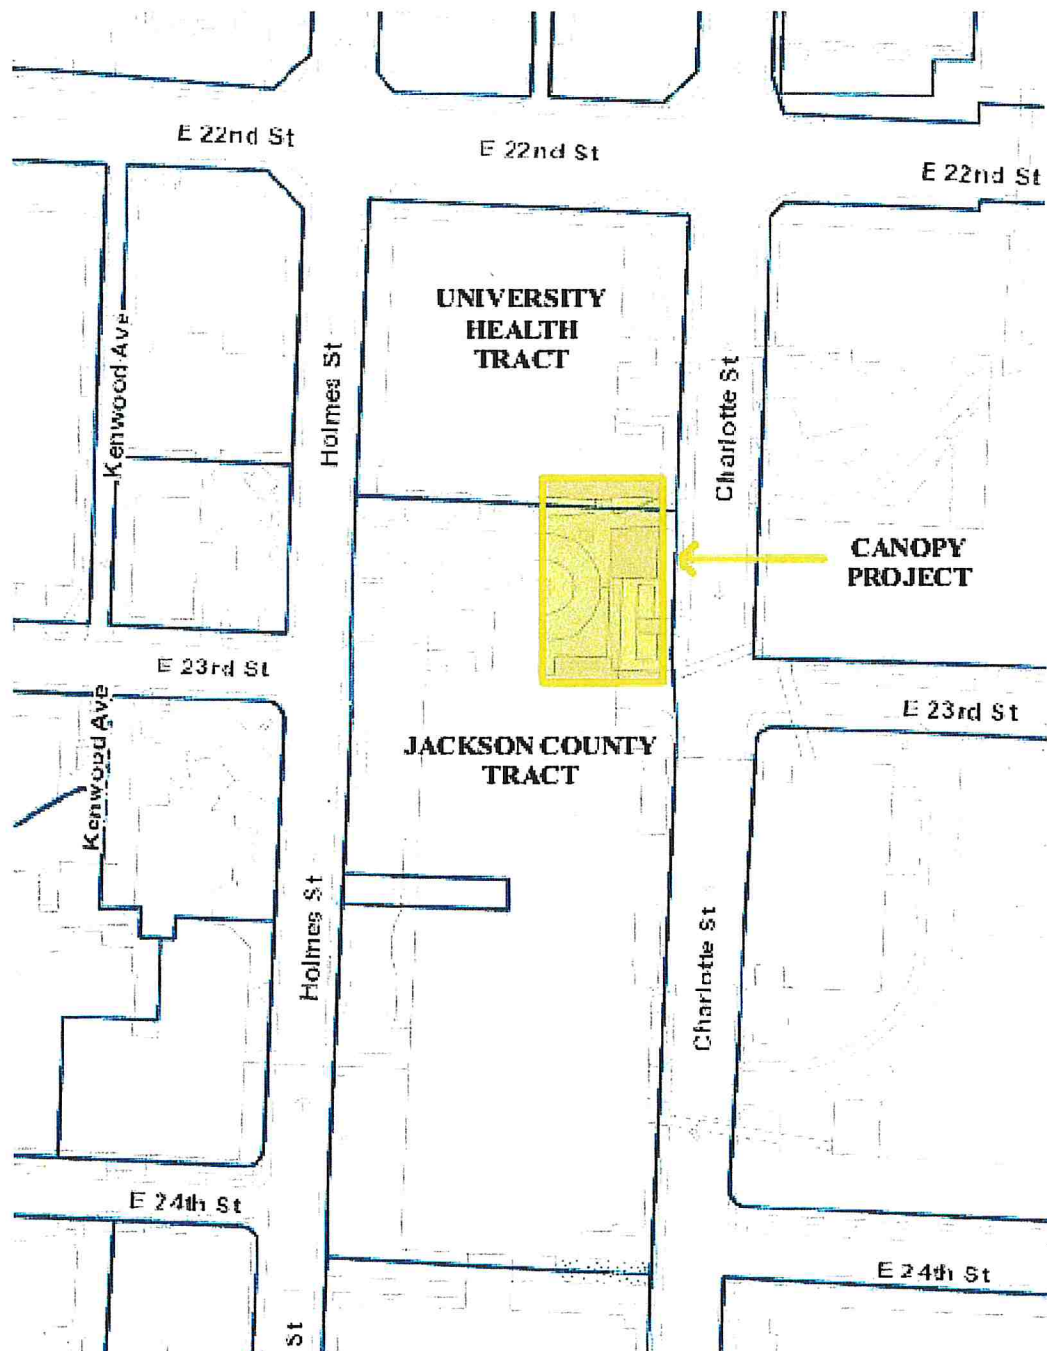 E 22nd St
E 22nd St
E 22nd St
UNIVERSITY
HEALTH
TRACT
Kenwood Ave
Holmes St
Charlotte St
CANOPY
PROJECT
E 23rd St
Kenwood Ave
E 23rd St
JACKSON COUNTY
TRACT
Holmes St
Charlotte St
E 24th St
E 24th St
St